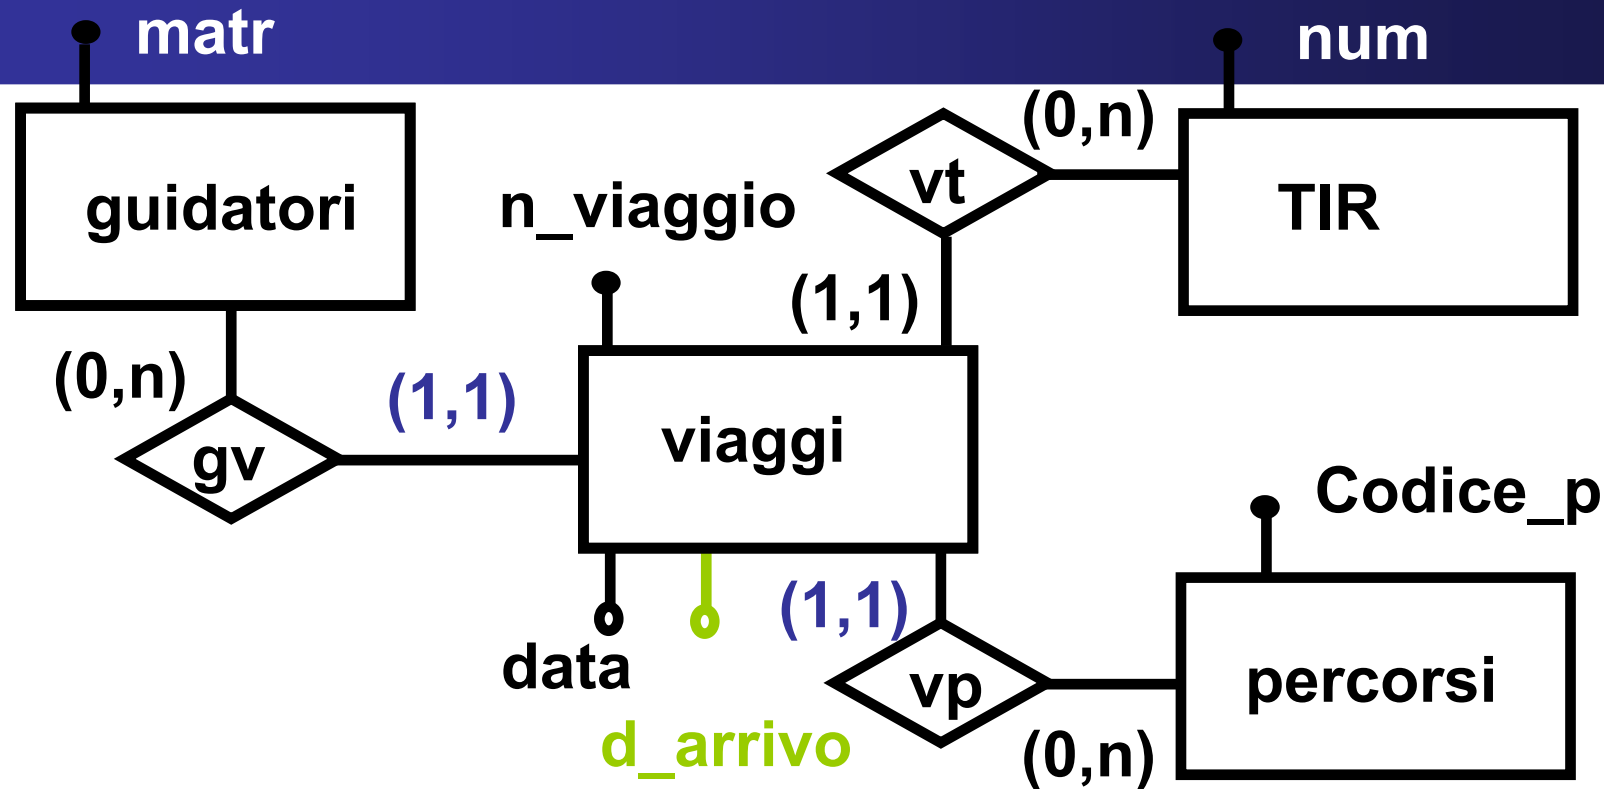 matr
num
(0,n)
guidatori
vt
TIR
n_viaggio
(1,1)
(0,n)
(1,1)
viaggi
gv
Codice_p
(1,1)
data
vp
percorsi
d_arrivo
(0,n)